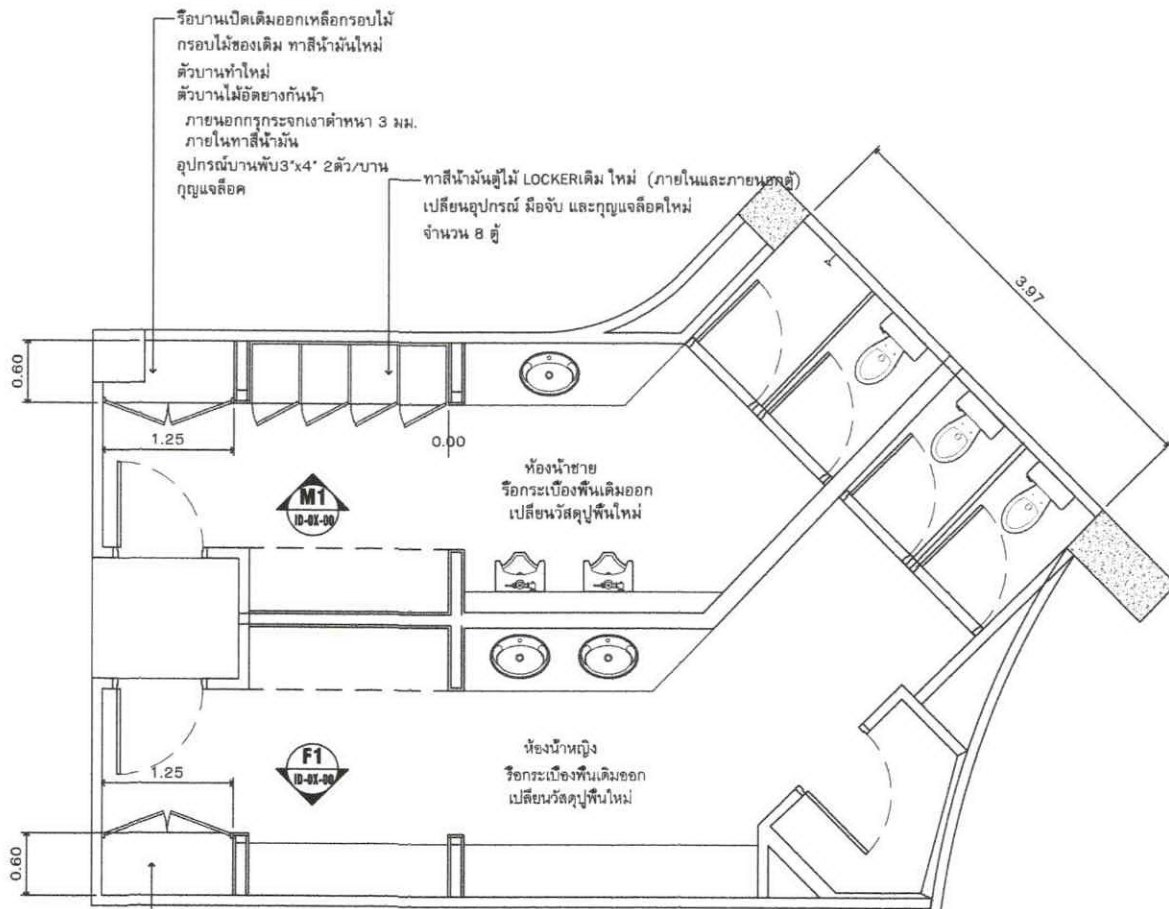 รื้อบานเปิดเดิมออกเหลือกรอบไม้
กรอบไม้ของเดิม ทาสีน้ำมันใหม่
ตัวบานทำใหม่
ตัวบานไม้อัดยางกันน้ำ
ภายนอกกรุกระจกเงาดำหนา 3 มม.
ภายในทาสีน้ำมัน
อุปกรณ์บานพับ3"x4" 2ตัว/บาน
กุญแจล็อค
ทาสีน้ำมันตู้ไม้ LOCKERเดิม ใหม่ (ภายในและภายนอกตู้)
เปลี่ยนอุปกรณ์ มือจับ และกุญแจล็อคใหม่
จำนวน 8 ตู้
3.97
0.60
1.25
0.00
M1
ID-0X-00
ห้องน้ำชาย
รื้อกระเบื้องพื้นเดิมออก
เปลี่ยนวัสดุปูพื้นใหม่
F1
ID-0X-00
ห้องน้ำหญิง
รื้อกระเบื้องพื้นเดิมออก
เปลี่ยนวัสดุปูพื้นใหม่
1.25
0.60